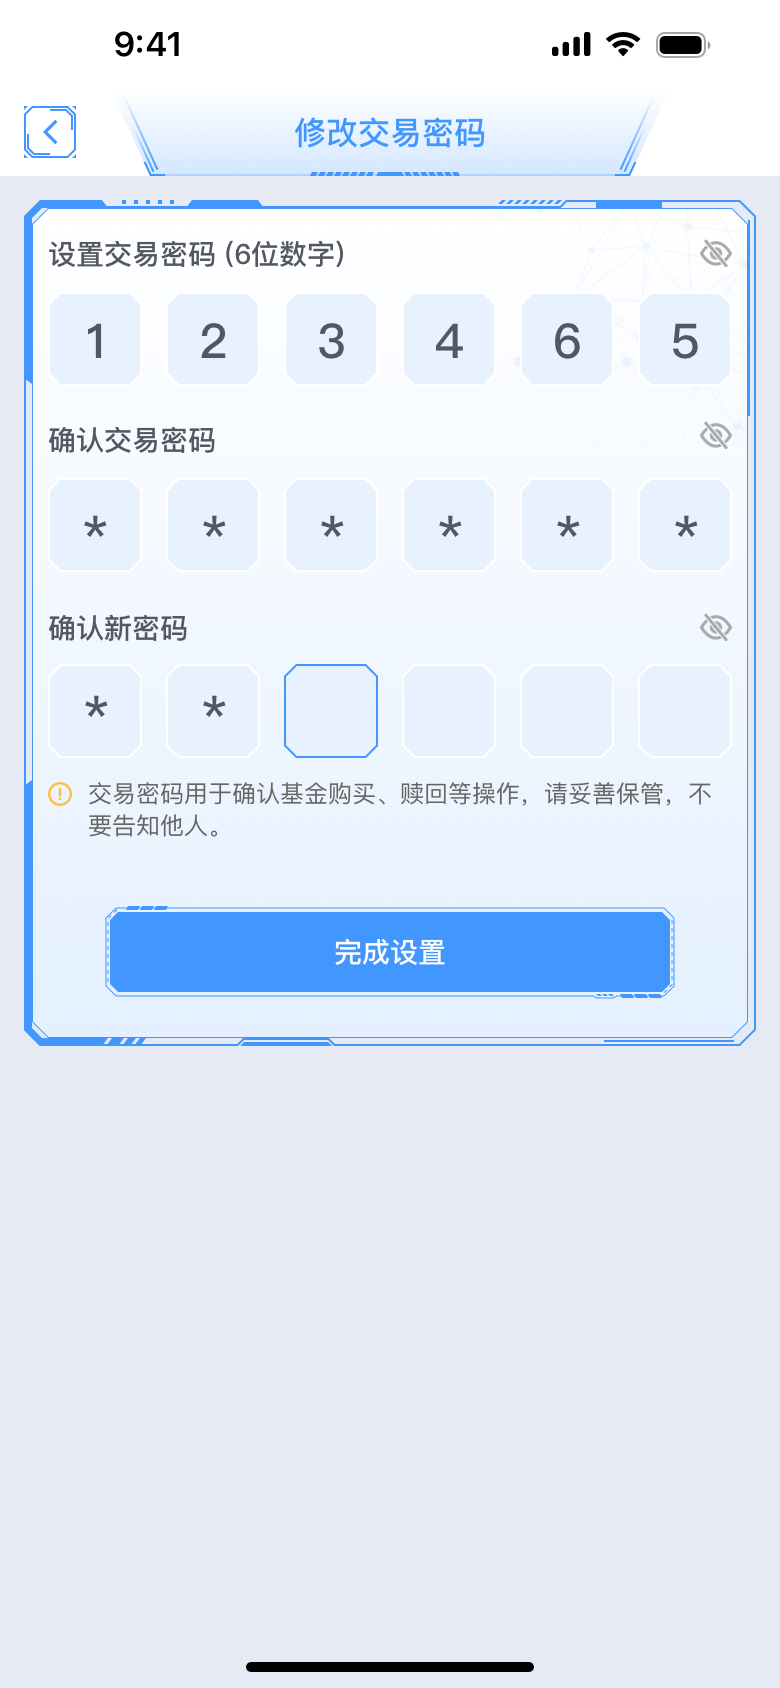 9:41
修改交易密码
设置交易密码 (6位数字)
1 2 3 4 6 5
确认交易密码
* * * * * *
确认新密码
* *
交易密码用于确认基金购买、赎回等操作，请妥善保管，不
要告知他人。
完成设置